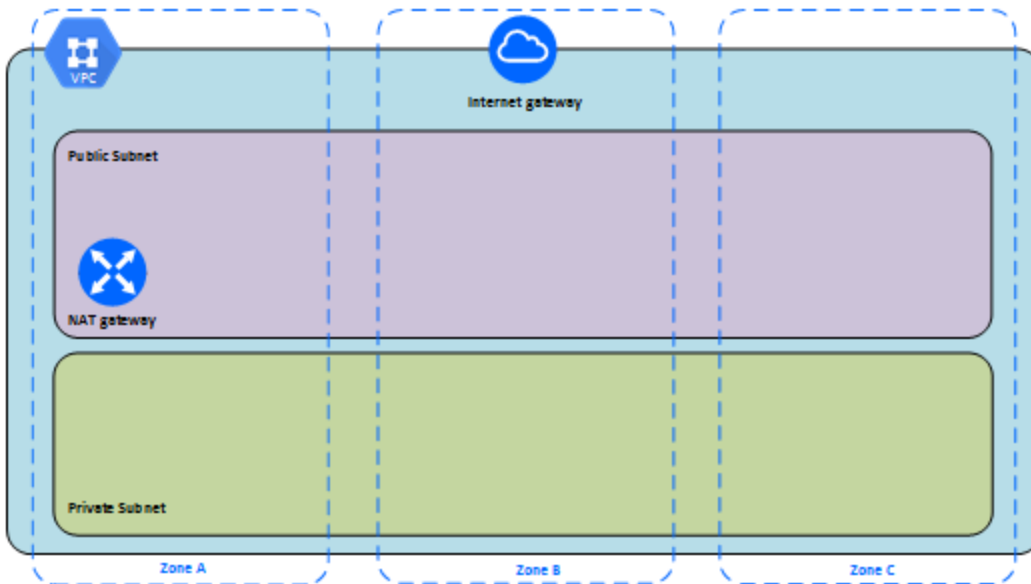 VPC
Internet gateway
Public Subnet
NAT gateway
Private Subnet
Zone A
Zone B
Zone C